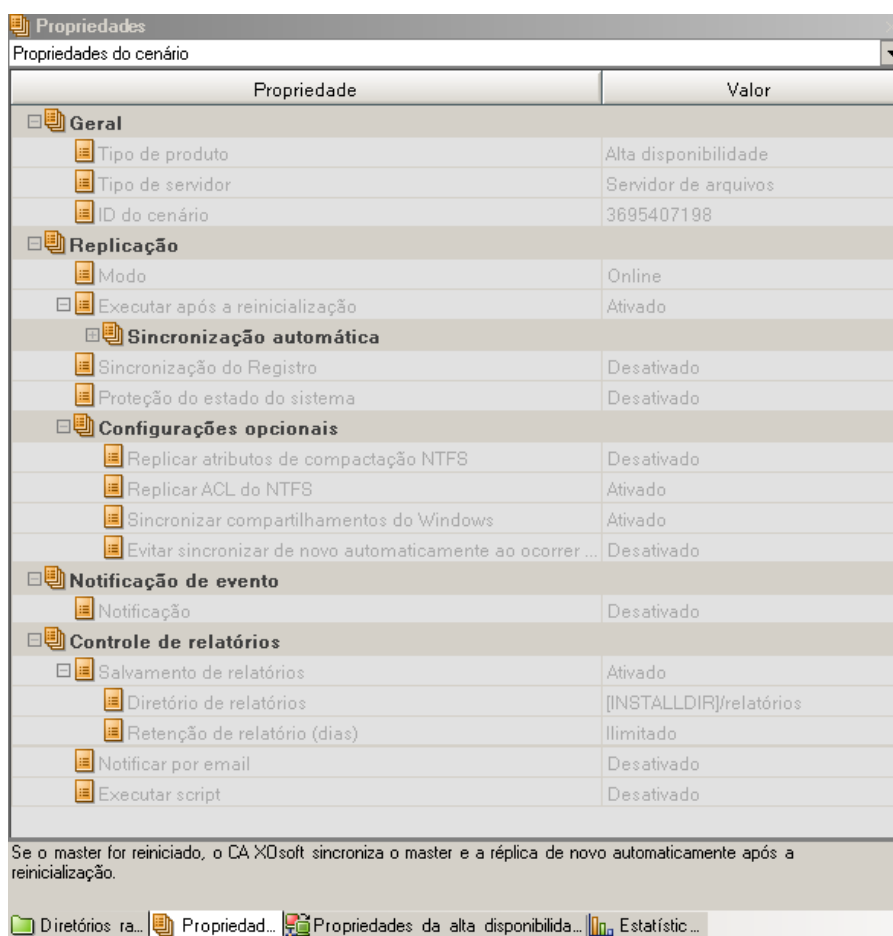 Propriedades
Propriedades do cenário
Propriedade Valor
Geral
Tipo de produto Alta disponibilidade
Tipo de servidor Servidor de arquivos
ID do cenário 3695407198
Replicação
Modo Online
Executar após a reinicialização Ativado
Sincronização automática
Sincronização do Registro Desativado
Proteção do estado do sistema Desativado
Configurações opcionais
Replicar atributos de compactação NTFS Desativado
Replicar ACL do NTFS Ativado
Sincronizar compartilhamentos do Windows Ativado
Evitar sincronizar de novo automaticamente ao ocorrer ... Desativado
Notificação de evento
Notificação Desativado
Controle de relatórios
Salvamento de relatórios Ativado
Diretório de relatórios [INSTALLDIR]/relatórios
Retenção de relatório (dias) Ilimitado
Notificar por email Desativado
Executar script Desativado
Se o master for reiniciado, o CA XOsoft sincroniza o master e a réplica de novo automaticamente após a
reinicialização.
Diretórios ra... Propriedad... Propriedades da alta disponibilida... Estatístic...